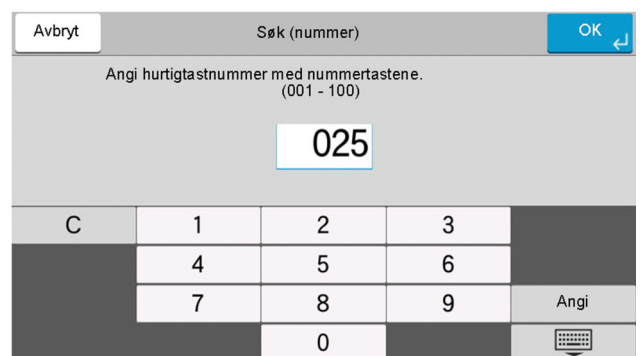 Avbryt
Søk (nummer)
OK
Angi hurtigtastnummer med nummertastene.
(001 - 100)
025
C 1 2 3
4 5 6
7 8 9 Angi
0